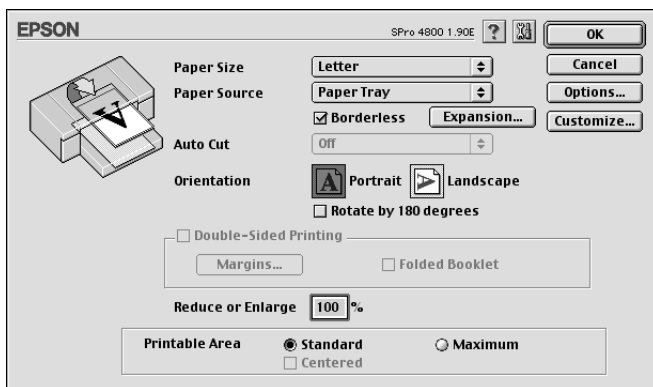 EPSON
SPro 4800 1.90E ?
OK
Paper Size Letter
Cancel
Paper Source Paper Tray
Options...
Borderless Expansion...
Customize...
Auto Cut Off
Orientation A Portrait A Landscape
Rotate by 180 degrees
Double-Sided Printing
Margins... Folded Booklet
Reduce or Enlarge 100 %
Printable Area Standard Maximum
Centered